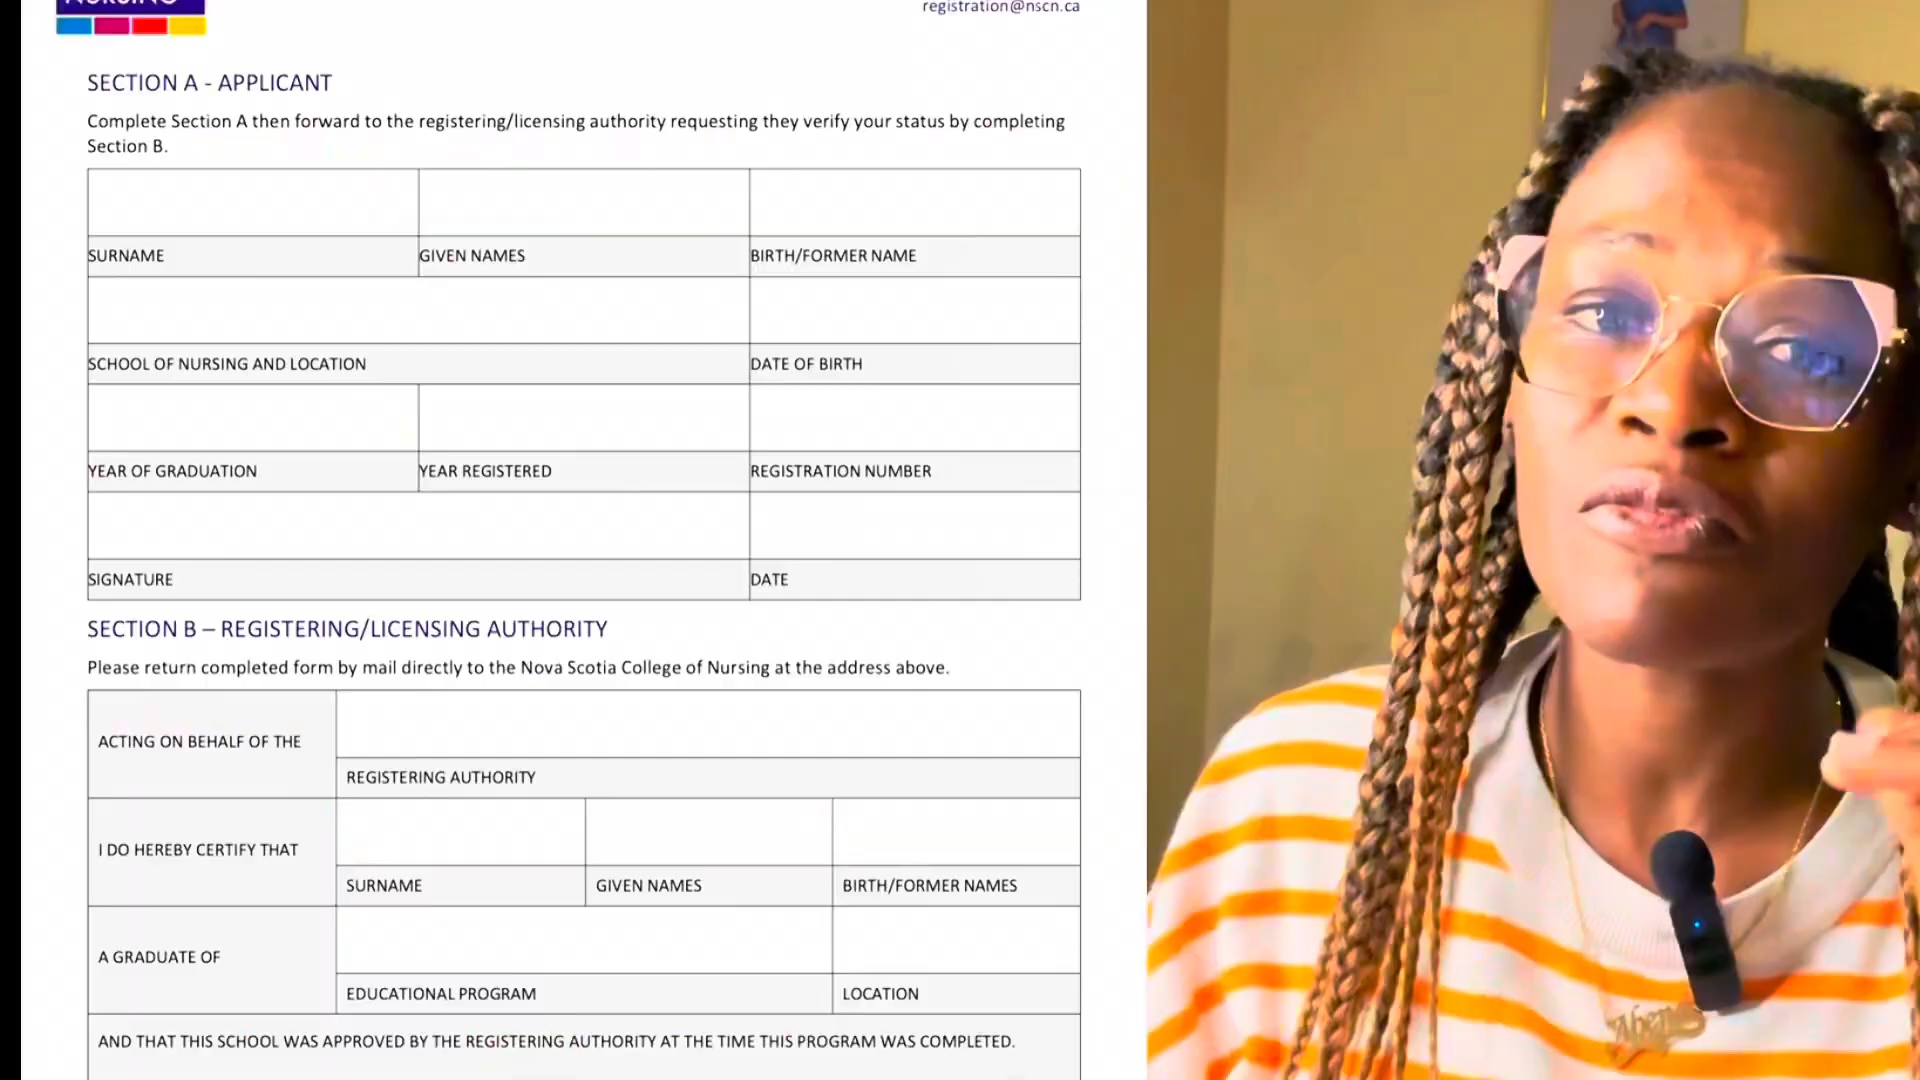 NURSING
registration@nscn.ca
SECTION A - APPLICANT
Complete Section A then forward to the registering/licensing authority requesting they verify your status by completing
Section B.
SURNAME GIVEN NAMES BIRTH/FORMER NAME
SCHOOL OF NURSING AND LOCATION DATE OF BIRTH
YEAR OF GRADUATION YEAR REGISTERED REGISTRATION NUMBER
SIGNATURE DATE
SECTION B – REGISTERING/LICENSING AUTHORITY
Please return completed form by mail directly to the Nova Scotia College of Nursing at the address above.
ACTING ON BEHALF OF THE
REGISTERING AUTHORITY
I DO HEREBY CERTIFY THAT
SURNAME GIVEN NAMES BIRTH/FORMER NAMES
A GRADUATE OF
EDUCATIONAL PROGRAM LOCATION
AND THAT THIS SCHOOL WAS APPROVED BY THE REGISTERING AUTHORITY AT THE TIME THIS PROGRAM WAS COMPLETED.